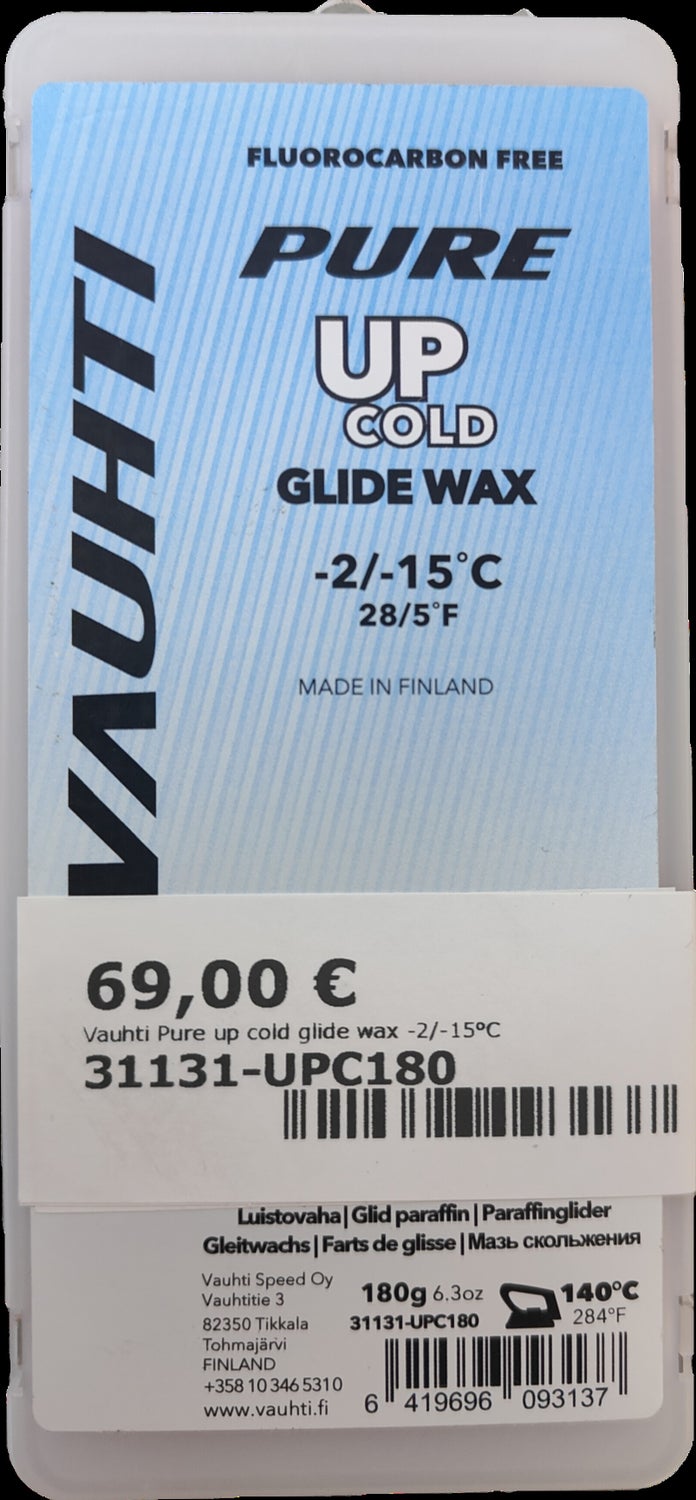 FLUOROCARBON FREE
VAUHTI
PURE
UP
COLD
GLIDE WAX
-2/-15°C
28/5°F
MADE IN FINLAND
69,00 €
Vauhti Pure up cold glide wax -2/-15°C
31131-UPC180
Luistovaha | Glid paraffin | Paraffinglider
Gleitwachs | Farts de glisse | Мазь скольжения
Vauhti Speed Oy
Vauhtitie 3
82350 Tikkala
Tohmajärvi
FINLAND
+358 10 346 5310
www.vauhti.fi
180g 6.3oz
31131-UPC180
140°C
284°F
6 419696 093137